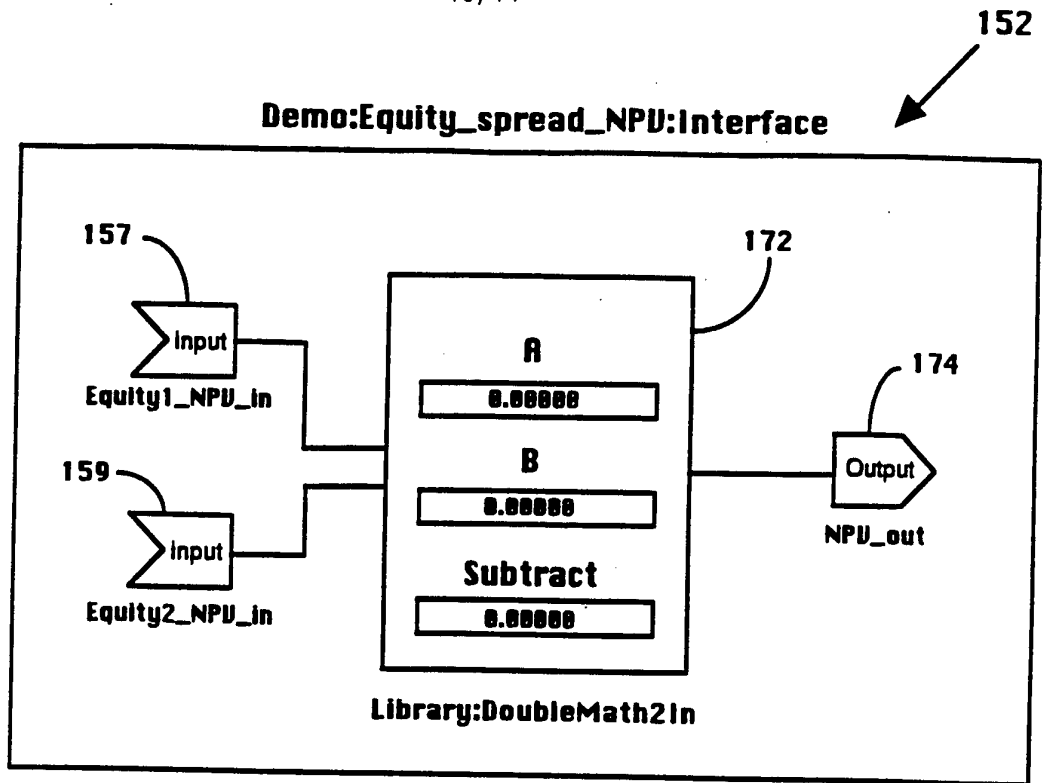 152
Demo:Equity_spread_NPV:Interface
157
172
Input
A
174
Equity1_NPV_in
0.00000
159
B
Output
0.00000
NPV_out
Input
Subtract
Equity2_NPV_in
0.00000
Library:DoubleMath2In